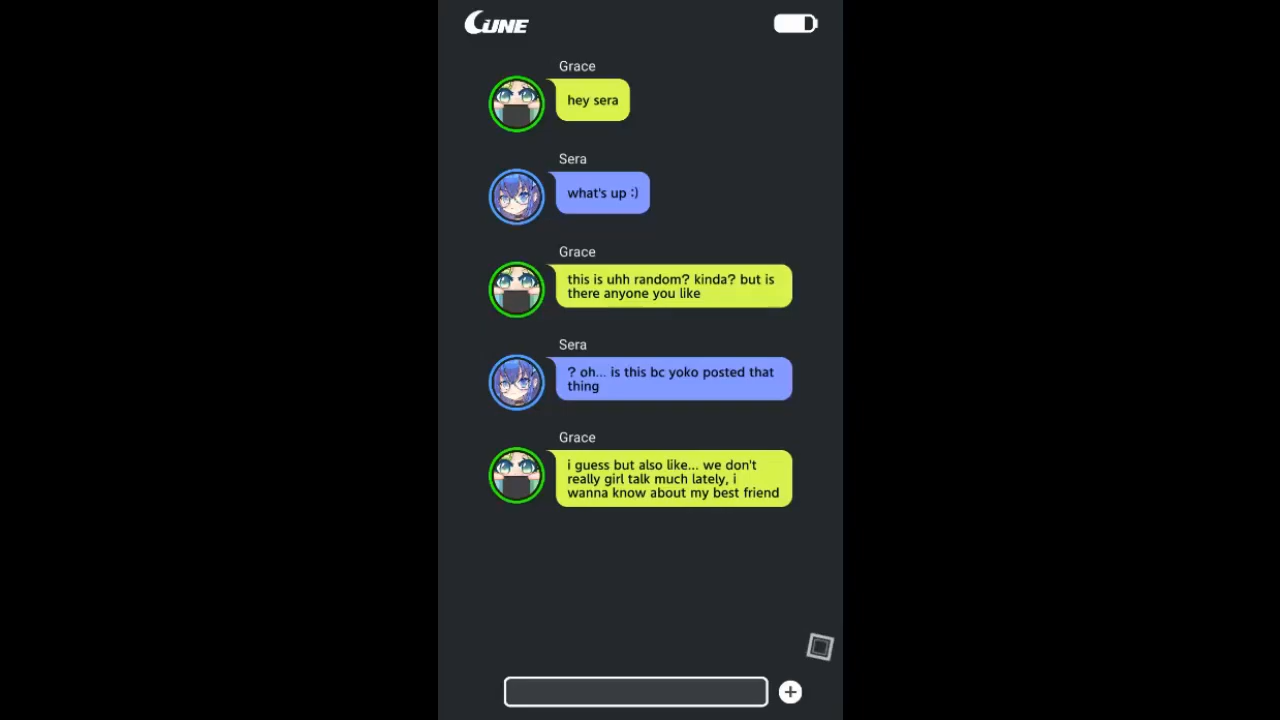 CUNE
Grace
hey sera
Sera
what's up :)
Grace
this is uhh random? kinda? but is
there anyone you like
Sera
? oh... is this bc yoko posted that
thing
Grace
i guess but also like... we don't
really girl talk much lately, i
wanna know about my best friend